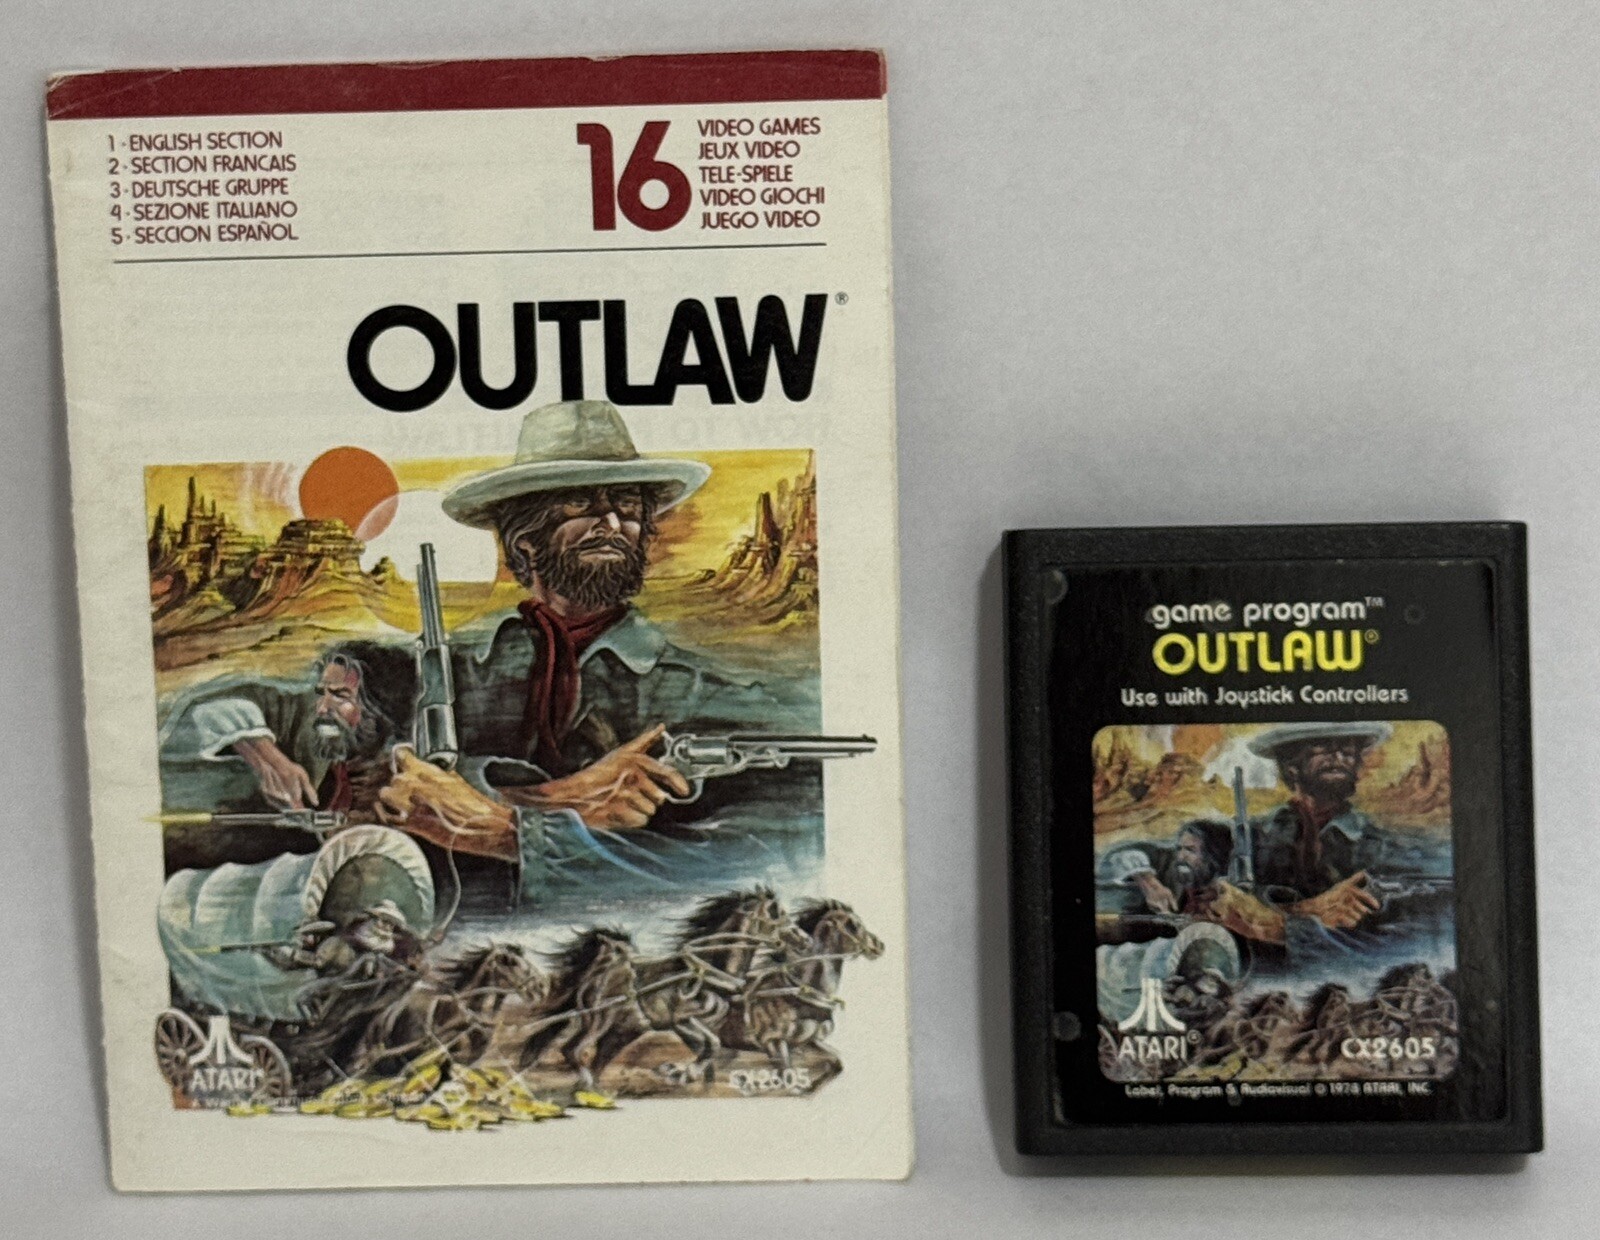 1 · ENGLISH SECTION
2 · SECTION FRANCAIS
3 · DEUTSCHE GRUPPE
4 · SEZIONE ITALIANO
5 · SECCION ESPAÑOL
16
VIDEO GAMES
JEUX VIDEO
TELE-SPIELE
VIDEO GIOCHI
JUEGO VIDEO
OUTLAW®
ATARI®
CX2605
game program™
OUTLAW®
Use with Joystick Controllers
ATARI®
CX2605
Label, Program & Audiovisual © 1978 ATARI, INC.